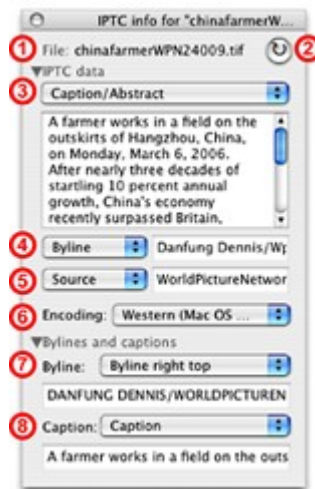 IPTC info for "chinafarmerW...
1 File: chinafarmerWPN24009.tif 2
▼IPTC data
3 Caption/Abstract
A farmer works in a field on the
outskirts of Hangzhou, China,
on Monday, March 6, 2006.
After nearly three decades of
startling 10 percent annual
growth, China's economy
recently surpassed Britain,
4 Byline Danfung Dennis/Wp
5 Source WorldPictureNetwor
6 Encoding: Western (Mac OS ...
▼Bylines and captions
7 Byline: Byline right top
DANFUNG DENNIS/WORLDPICTUREN
8 Caption: Caption
A farmer works in a field on the outs